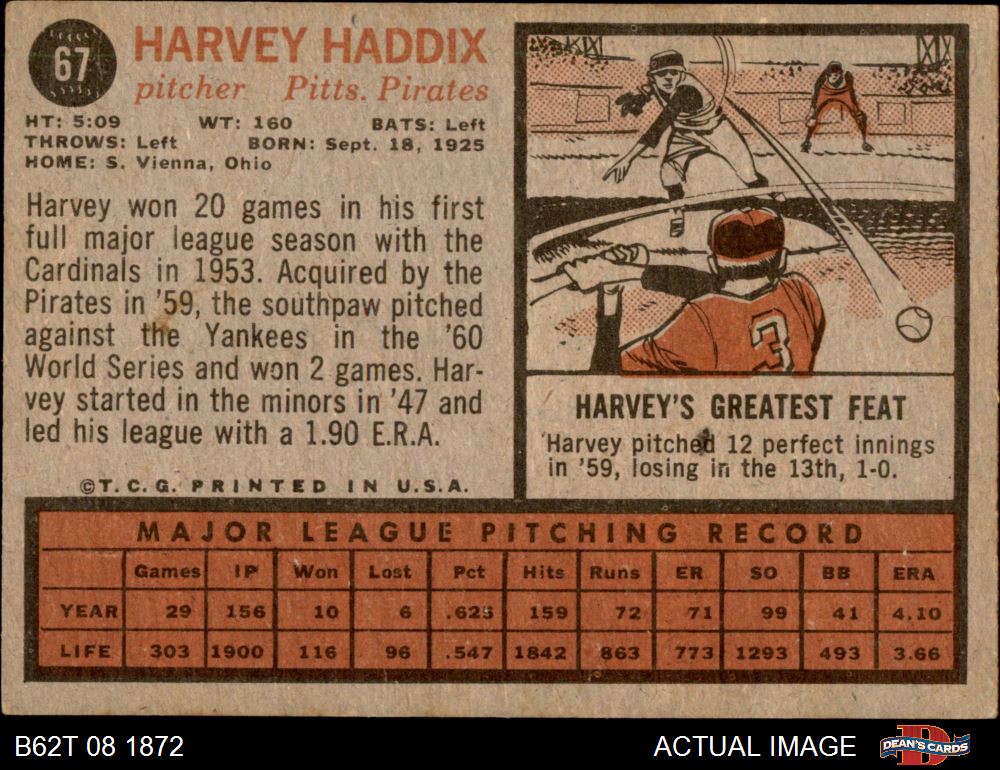 67
HARVEY HADDIX
pitcher Pitts. Pirates
HT: 5:09 WT: 160 BATS: Left
THROWS: Left BORN: Sept. 18, 1925
HOME: S. Vienna, Ohio
Harvey won 20 games in his first
full major league season with the
Cardinals in 1953. Acquired by the
Pirates in '59, the southpaw pitched
against the Yankees in the '60
World Series and won 2 games. Har-
vey started in the minors in '47 and
led his league with a 1.90 E.R.A.
©T.C.G. PRINTED IN U.S.A.
3
HARVEY'S GREATEST FEAT
Harvey pitched 12 perfect innings
in '59, losing in the 13th, 1-0.
MAJOR LEAGUE PITCHING RECORD
Games IP Won Lost Pct Hits Runs ER SO BB ERA
YEAR 29 156 10 6 .625 159 72 71 99 41 4.10
LIFE 303 1900 116 96 .547 1842 863 773 1293 493 3.66
B62T 08 1872
ACTUAL IMAGE
DEAN'S CARDS